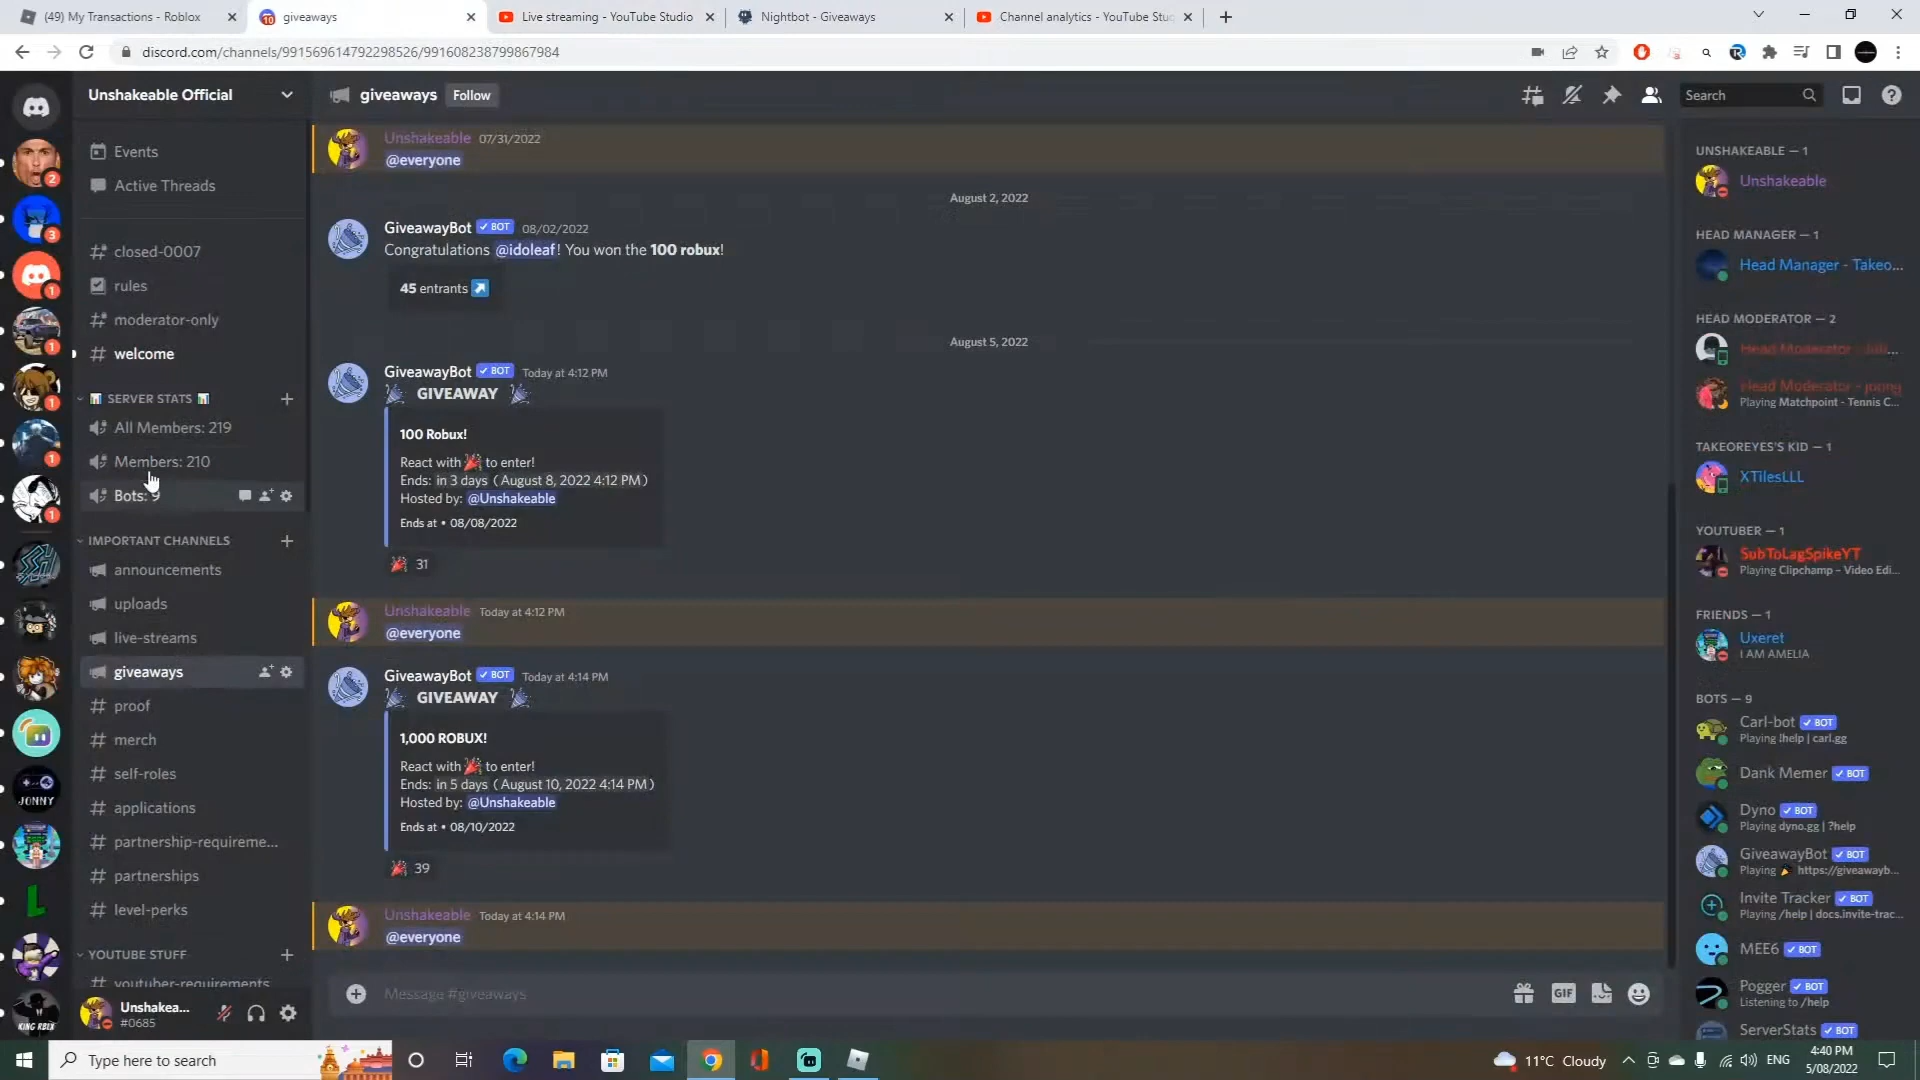 (49) My Transactions - Roblox
giveaways
Live streaming - YouTube Studio
Nightbot - Giveaways
Channel analytics - YouTube Stu
discord.com/channels/991569614792298526/991608238799867984
Unshakeable Official
Events
Active Threads
closed-0007
rules
moderator-only
welcome
SERVER STATS
All Members: 219
Members: 210
Bots: 9
IMPORTANT CHANNELS
announcements
uploads
live-streams
giveaways
proof
merch
self-roles
applications
partnership-requireme...
partnerships
level-perks
YOUTUBE STUFF
youtuber-requirements
Unshakea...
#0685
giveaways Follow
Search
Unshakeable 07/31/2022
@everyone
August 2, 2022
GiveawayBot BOT 08/02/2022
Congratulations @idoleaf! You won the 100 robux!
45 entrants
August 5, 2022
GiveawayBot BOT Today at 4:12 PM
GIVEAWAY
100 Robux!
React with 🎉 to enter!
Ends: in 3 days (August 8, 2022 4:12 PM)
Hosted by: @Unshakeable
Ends at • 08/08/2022
31
Unshakeable Today at 4:12 PM
@everyone
GiveawayBot BOT Today at 4:14 PM
GIVEAWAY
1,000 ROBUX!
React with 🎉 to enter!
Ends: in 5 days (August 10, 2022 4:14 PM)
Hosted by: @Unshakeable
Ends at • 08/10/2022
39
Unshakeable Today at 4:14 PM
@everyone
Message #giveaways
GIF
UNSHAKEABLE — 1
Unshakeable
HEAD MANAGER — 1
Head Manager - Takeo...
HEAD MODERATOR — 2
Head Moderator
Head Moderator - joong
Playing Matchpoint - Tennis C...
TAKEOREYES'S KID — 1
XTilesLLL
YOUTUBER — 1
SubToLagSpikeYT
Playing Clipchamp – Video Edi...
FRIENDS — 1
Uxeret
I AM AMELIA
BOTS — 9
Carl-bot BOT
Playing !help | carl.gg
Dank Memer BOT
Dyno BOT
Playing dyno.gg | ?help
GiveawayBot BOT
Playing 🎉 https://giveawayb...
Invite Tracker BOT
Playing /help | docs.invite-trac...
MEE6 BOT
Pogger BOT
Listening to /help
ServerStats BOT
JONNY
KING RBLX
Type here to search
11°C Cloudy
ENG
4:40 PM
5/08/2022